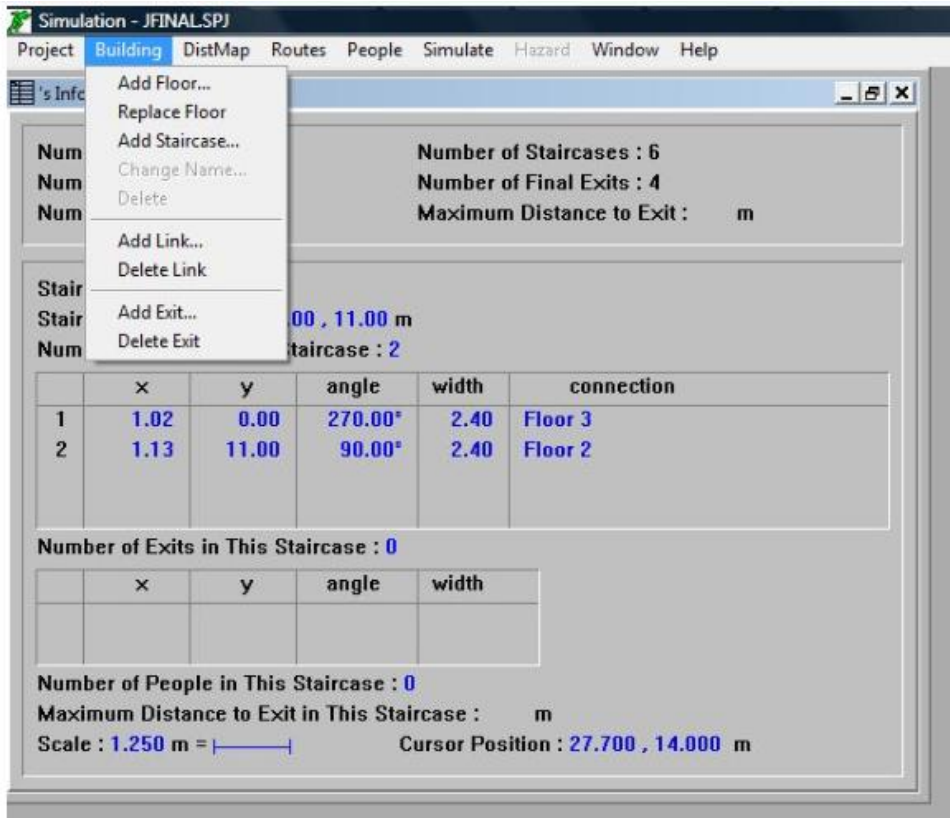 Simulation - JFINAL.SPJ
Project Building DistMap Routes People Simulate Hazard Window Help
's Info
Add Floor...
Replace Floor
Add Staircase...
Change Name...
Delete
Add Link...
Delete Link
Add Exit...
Delete Exit
Num Number of Staircases : 6
Num Number of Final Exits : 4
Num Maximum Distance to Exit : m
Stair
Stair 00 , 11.00 m
Num taircase : 2
x y angle width connection
1 1.02 0.00 270.00° 2.40 Floor 3
2 1.13 11.00 90.00° 2.40 Floor 2
Number of Exits in This Staircase : 0
x y angle width
Number of People in This Staircase : 0
Maximum Distance to Exit in This Staircase : m
Scale : 1.250 m = Cursor Position : 27.700 , 14.000 m